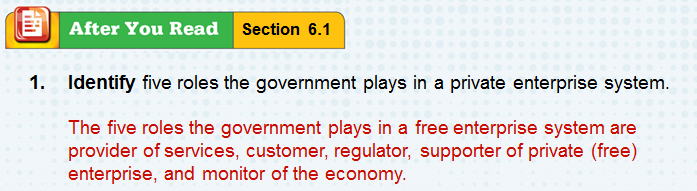 After You Read Section 6.1
1. Identify five roles the government plays in a private enterprise system.
The five roles the government plays in a free enterprise system are
provider of services, customer, regulator, supporter of private (free)
enterprise, and monitor of the economy.